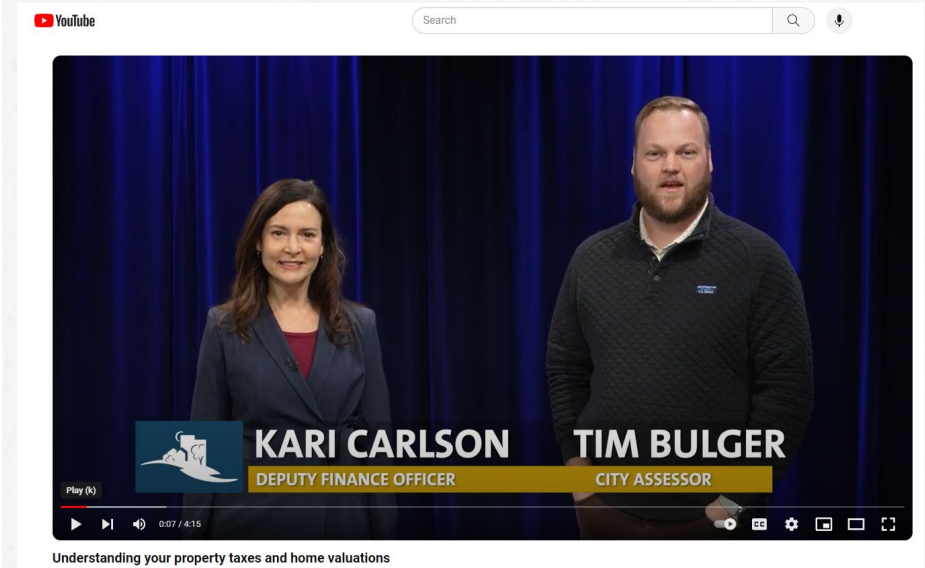 YouTube
Search
KARI CARLSON TIM BULGER
DEPUTY FINANCE OFFICER CITY ASSESSOR
Play (k)
0:07 / 4:15
CC
Understanding your property taxes and home valuations